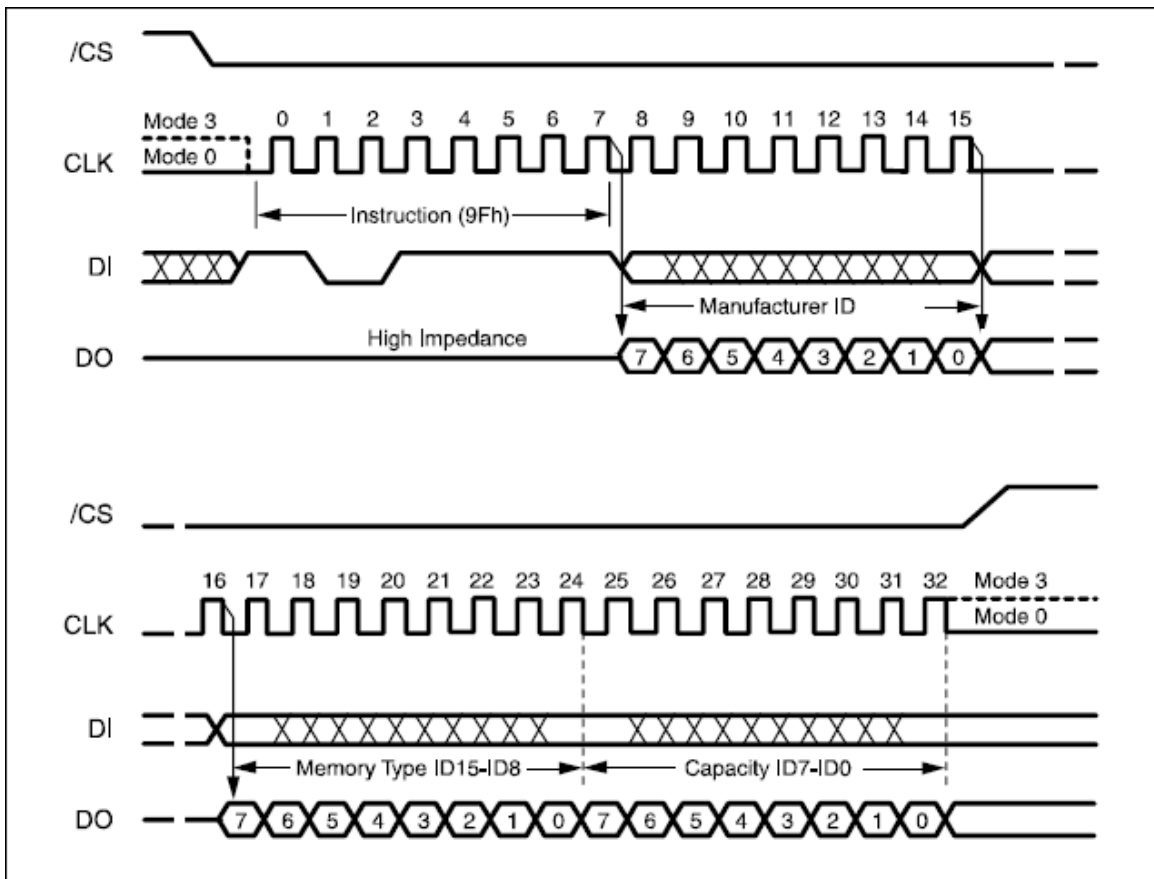 /CS
0 1 2 3 4 5 6 7 8 9 10 11 12 13 14 15
Mode 3
CLK Mode 0
Instruction (9Fh)
DI
Manufacturer ID
High Impedance
DO 7 6 5 4 3 2 1 0
/CS
16 17 18 19 20 21 22 23 24 25 26 27 28 29 30 31 32 Mode 3
CLK Mode 0
DI
Memory Type ID15-ID8 Capacity ID7-ID0
DO 7 6 5 4 3 2 1 0 7 6 5 4 3 2 1 0